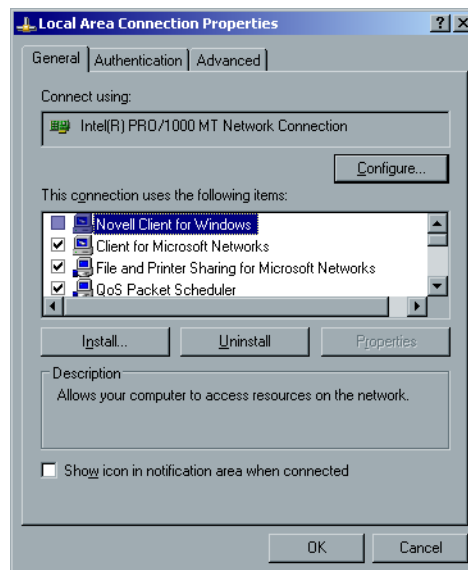 Local Area Connection Properties
General Authentication Advanced
Connect using:
Intel(R) PRO/1000 MT Network Connection
Configure...
This connection uses the following items:
Novell Client for Windows
Client for Microsoft Networks
File and Printer Sharing for Microsoft Networks
QoS Packet Scheduler
Install... Uninstall Properties
Description
Allows your computer to access resources on the network.
Show icon in notification area when connected
OK Cancel